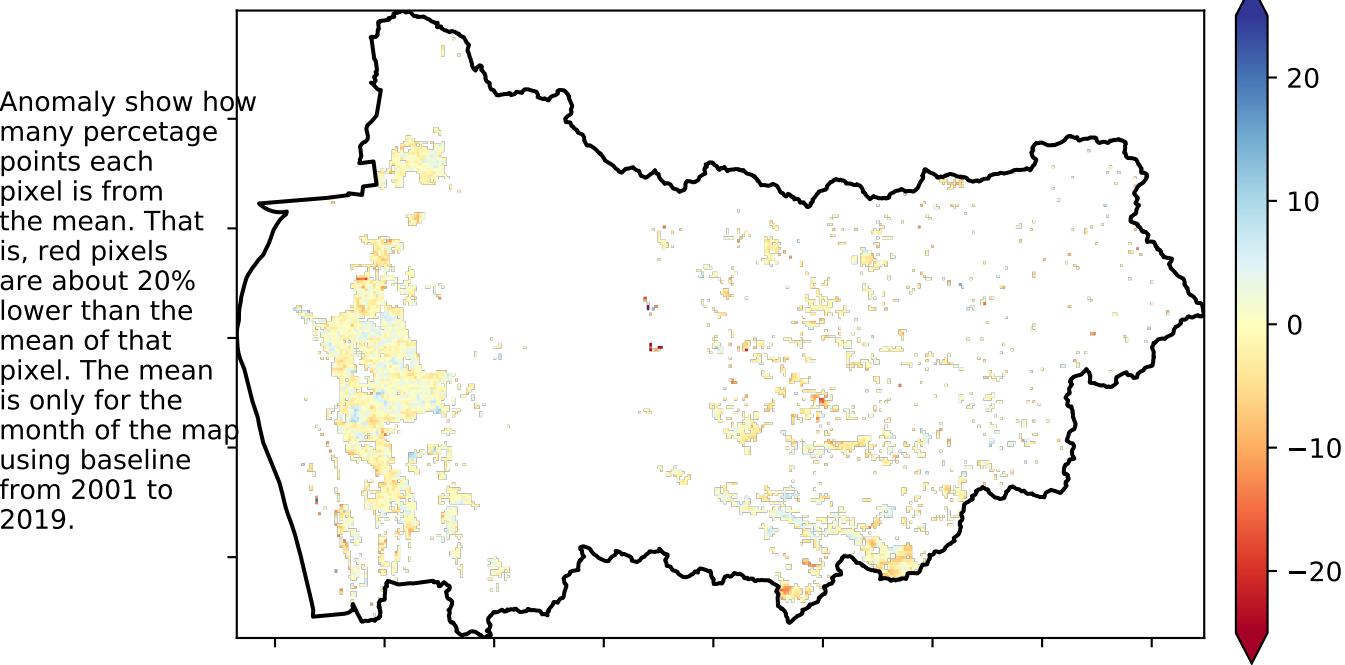 Anomaly show how
many percetage
points each
pixel is from
the mean. That
is, red pixels
are about 20%
lower than the
mean of that
pixel. The mean
is only for the
month of the map
using baseline
from 2001 to
2019.
20
10
0
−10
−20